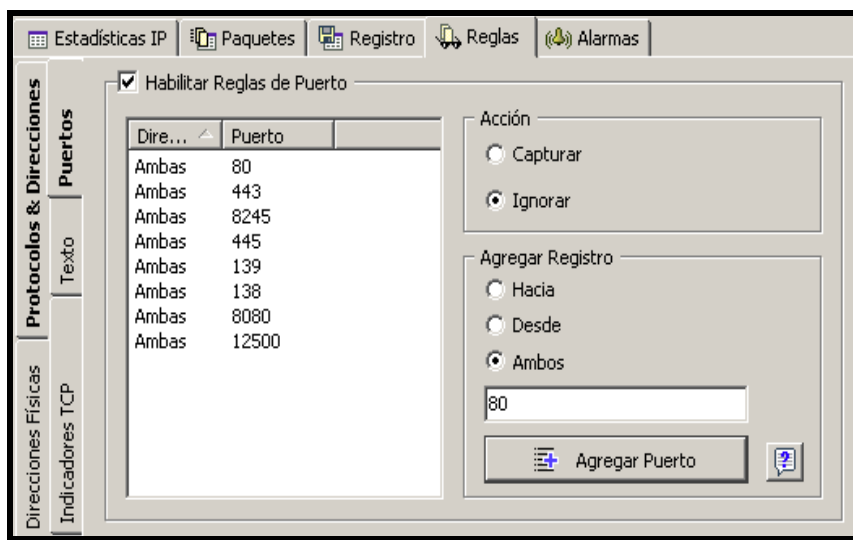 Estadísticas IP Paquetes Registro Reglas Alarmas
Protocolos & Direcciones
Direcciones Físicas
Puertos
Texto
Indicadores TCP
Habilitar Reglas de Puerto
Dire... Puerto
Ambas 80
Ambas 443
Ambas 8245
Ambas 445
Ambas 139
Ambas 138
Ambas 8080
Ambas 12500
Acción
Capturar
Ignorar
Agregar Registro
Hacia
Desde
Ambos
80
Agregar Puerto